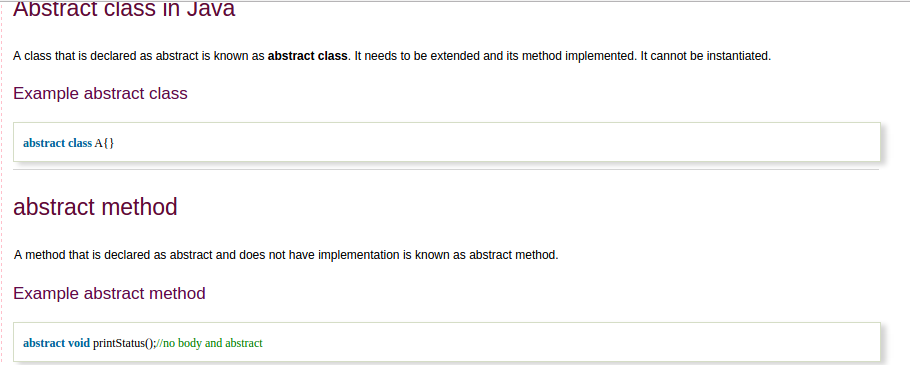 Abstract class in Java
A class that is declared as abstract is known as abstract class. It needs to be extended and its method implemented. It cannot be instantiated.
Example abstract class
abstract class A{}
abstract method
A method that is declared as abstract and does not have implementation is known as abstract method.
Example abstract method
abstract void printStatus();//no body and abstract